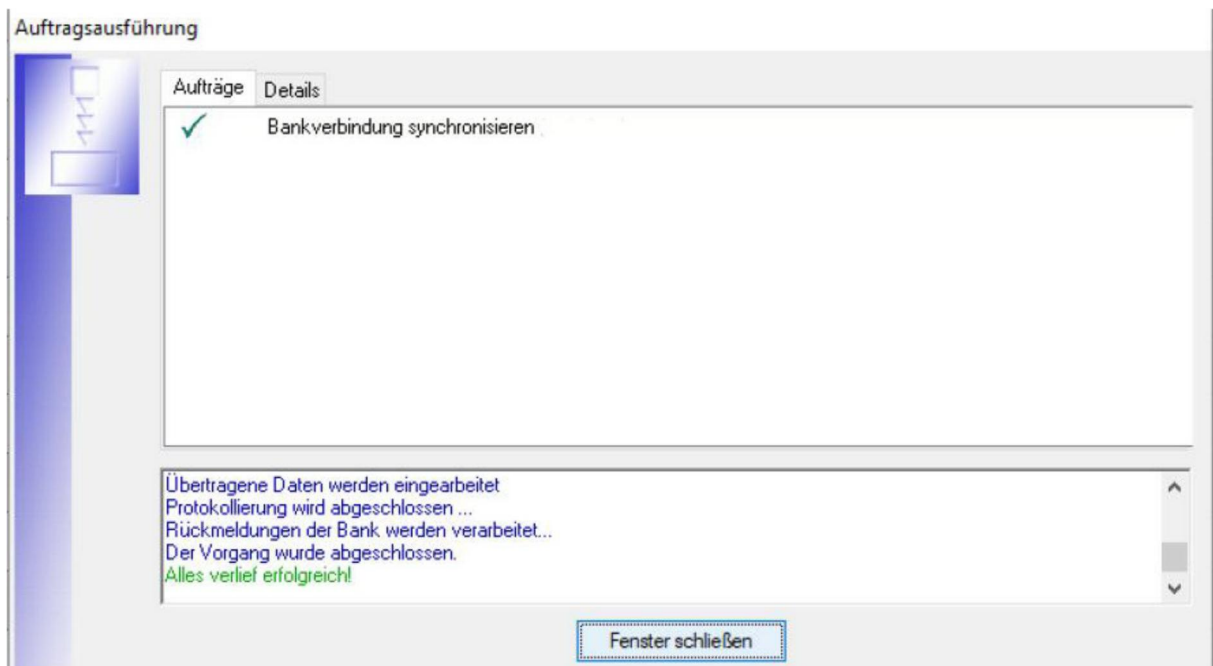 Auftragsausführung
Aufträge Details
Bankverbindung synchronisieren
Übertragene Daten werden eingearbeitet
Protokollierung wird abgeschlossen ...
Rückmeldungen der Bank werden verarbeitet...
Der Vorgang wurde abgeschlossen.
Alles verlief erfolgreich!
Fenster schließen